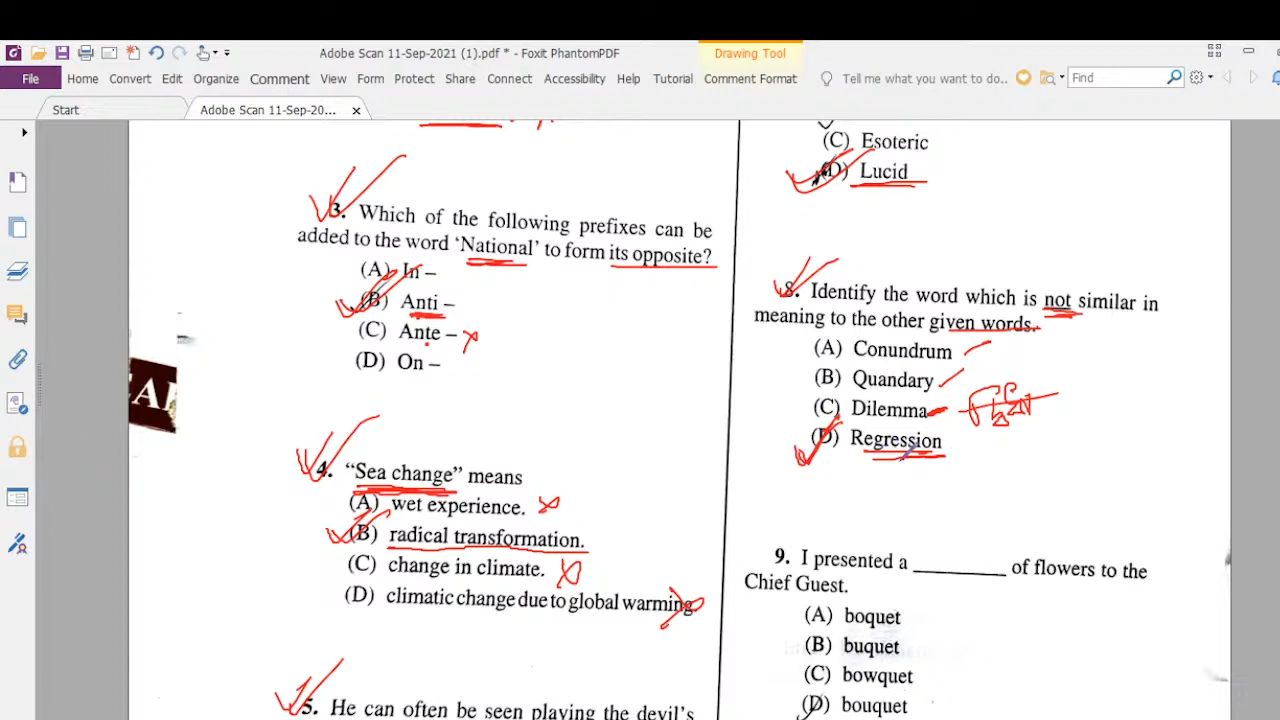 Adobe Scan 11-Sep-2021 (1).pdf * - Foxit PhantomPDF
Drawing Tool
File Home Convert Edit Organize Comment View Form Protect Share Connect Accessibility Help Tutorial Comment Format Tell me what you want to do.. Find
Start Adobe Scan 11-Sep-20...
3. Which of the following prefixes can be
added to the word ‘National’ to form its opposite?
(A) In –
(B) Anti –
(C) Ante –
(D) On –
4. “Sea change” means
(A) wet experience.
(B) radical transformation.
(C) change in climate.
(D) climatic change due to global warming.
5. He can often be seen playing the devil’s
(C) Esoteric
(D) Lucid
8. Identify the word which is not similar in
meaning to the other given words.
(A) Conundrum
(B) Quandary
(C) Dilemma
(D) Regression
9. I presented a ________ of flowers to the
Chief Guest.
(A) boquet
(B) buquet
(C) bowquet
(D) bouquet